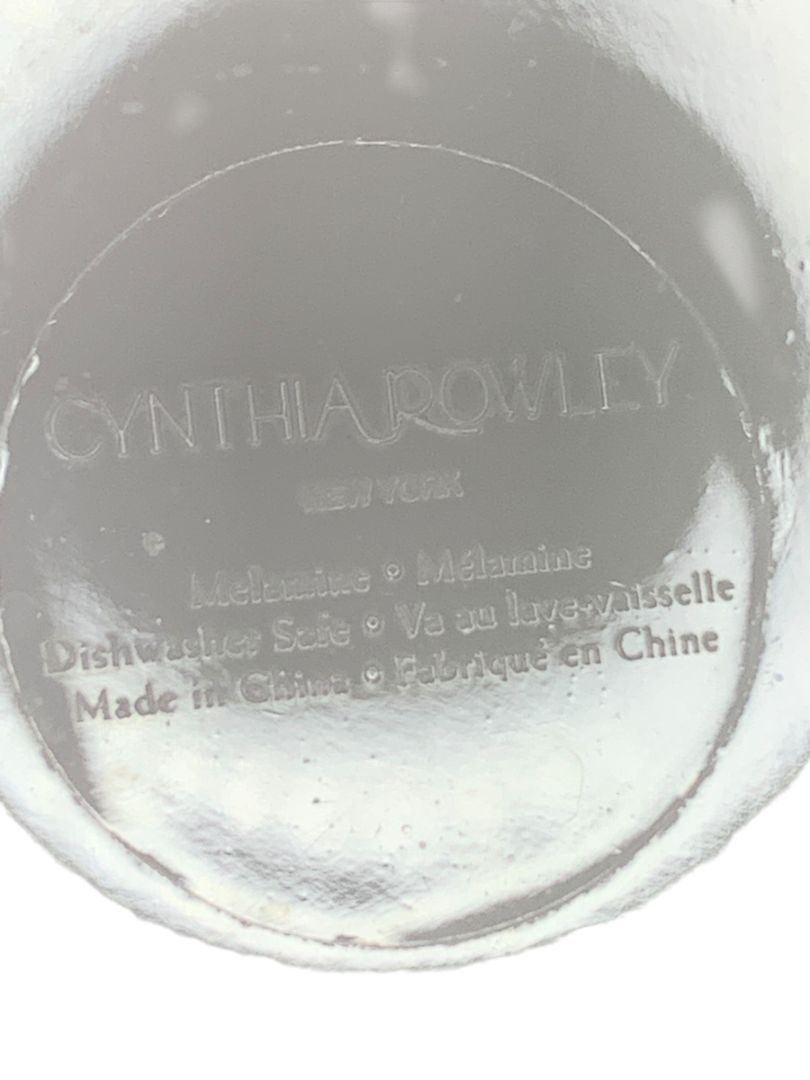 CYNTHIA ROWLEY
NEW YORK
Melamine ∘ Mélamine
Dishwasher Safe ∘ Va au lave-vaisselle
Made in China ∘ Fabriqué en Chine